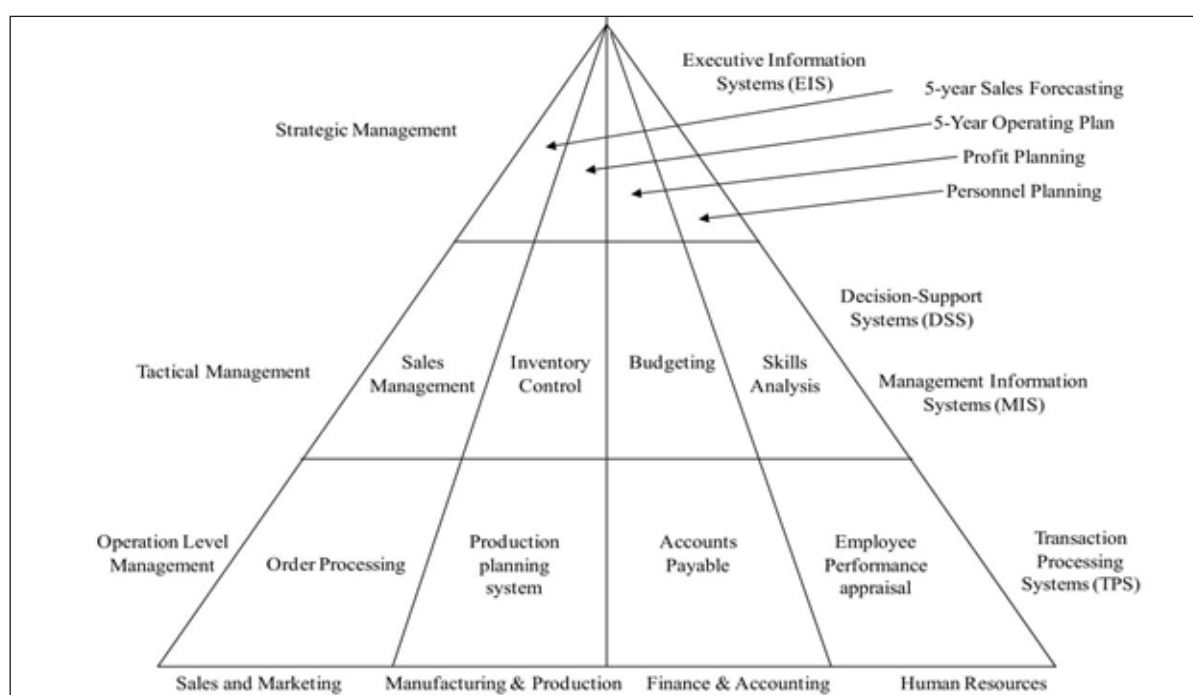 Executive Information
Systems (EIS)
5-year Sales Forecasting
Strategic Management
5-Year Operating Plan
Profit Planning
Personnel Planning
Decision-Support
Systems (DSS)
Tactical Management
Sales
Management
Inventory
Control
Budgeting
Skills
Analysis
Management Information
Systems (MIS)
Operation Level
Management
Order Processing
Production
planning
system
Accounts
Payable
Employee
Performance
appraisal
Transaction
Processing
Systems (TPS)
Sales and Marketing
Manufacturing & Production
Finance & Accounting
Human Resources